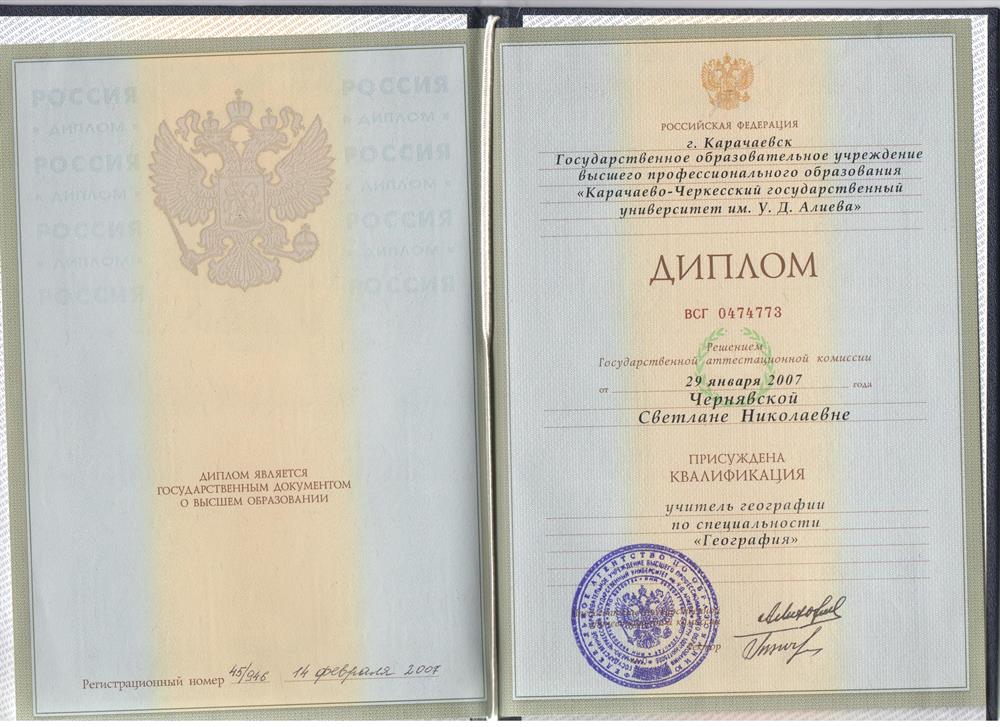 РОССИЯ РОССИЯ
« ДИПЛОМ » « ДИПЛОМ »
РОССИЯ РОССИЯ
« ДИПЛОМ » « ДИПЛОМ »
РОССИЯ РОССИЯ
« ДИПЛОМ » « ДИПЛОМ »
РОССИЯ РОССИЯ
ДИПЛОМ ЯВЛЯЕТСЯ
ГОСУДАРСТВЕННЫМ ДОКУМЕНТОМ
О ВЫСШЕМ ОБРАЗОВАНИИ
Регистрационный номер 45/946 14 февраля 2007
РОССИЙСКАЯ ФЕДЕРАЦИЯ
г. Карачаевск
Государственное образовательное учреждение
высшего профессионального образования
«Карачаево-Черкесский государственный
университет им. У. Д. Алиева»
ДИПЛОМ
ВСГ 0474773
Решением
Государственной аттестационной комиссии
от 29 января 2007 года
Чернявской
Светлане Николаевне
ПРИСУЖДЕНА
КВАЛИФИКАЦИЯ
учитель географии
по специальности
«География»